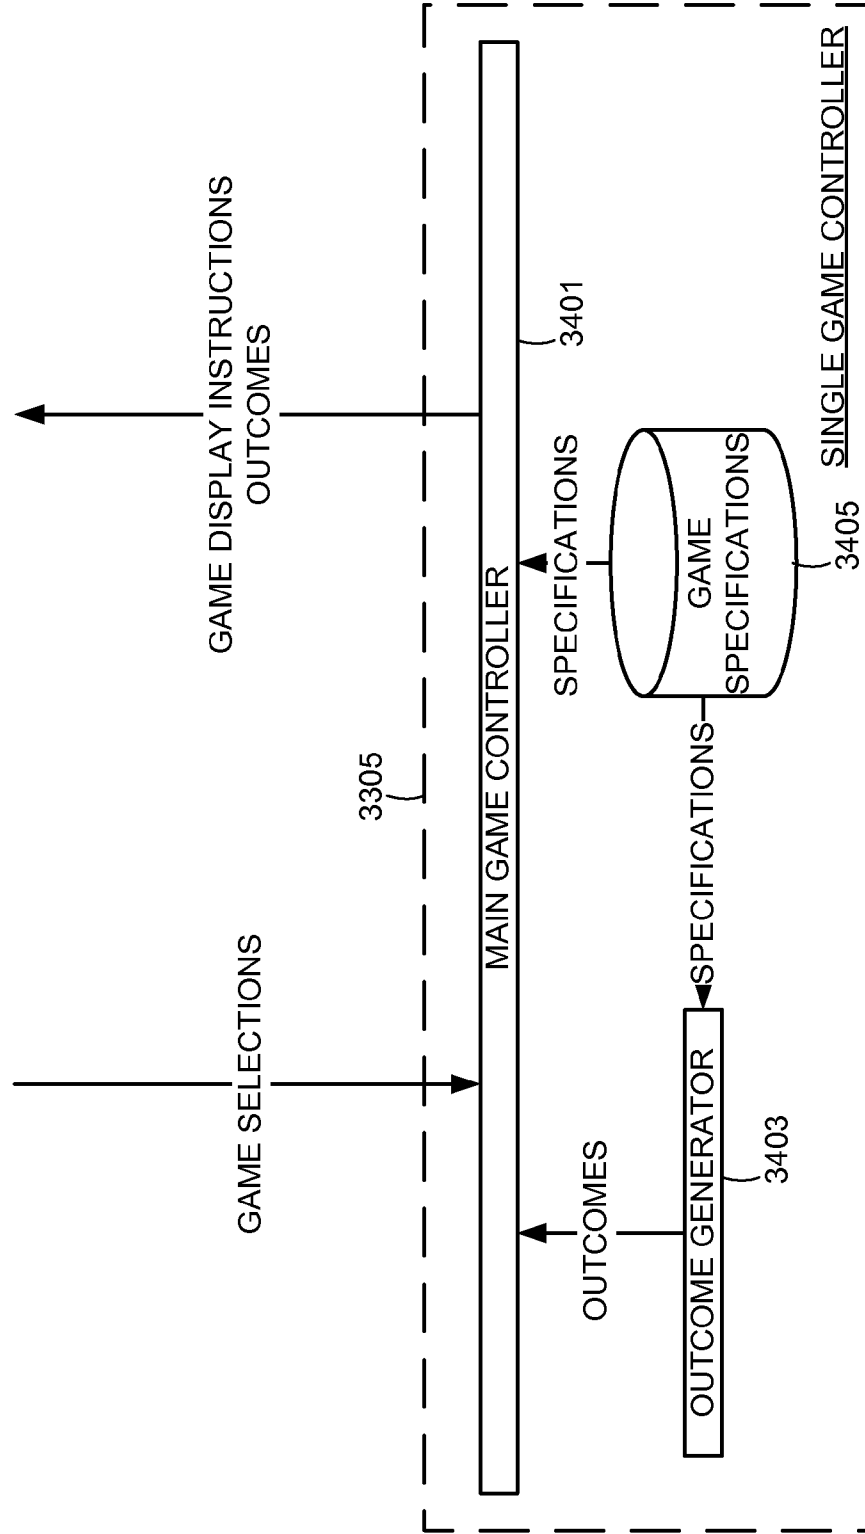 GAME SELECTIONS
GAME DISPLAY INSTRUCTIONS
OUTCOMES
3305
MAIN GAME CONTROLLER
3401
OUTCOMES
SPECIFICATIONS
OUTCOME GENERATOR
3403
SPECIFICATIONS
GAME
SPECIFICATIONS
3405
SINGLE GAME CONTROLLER